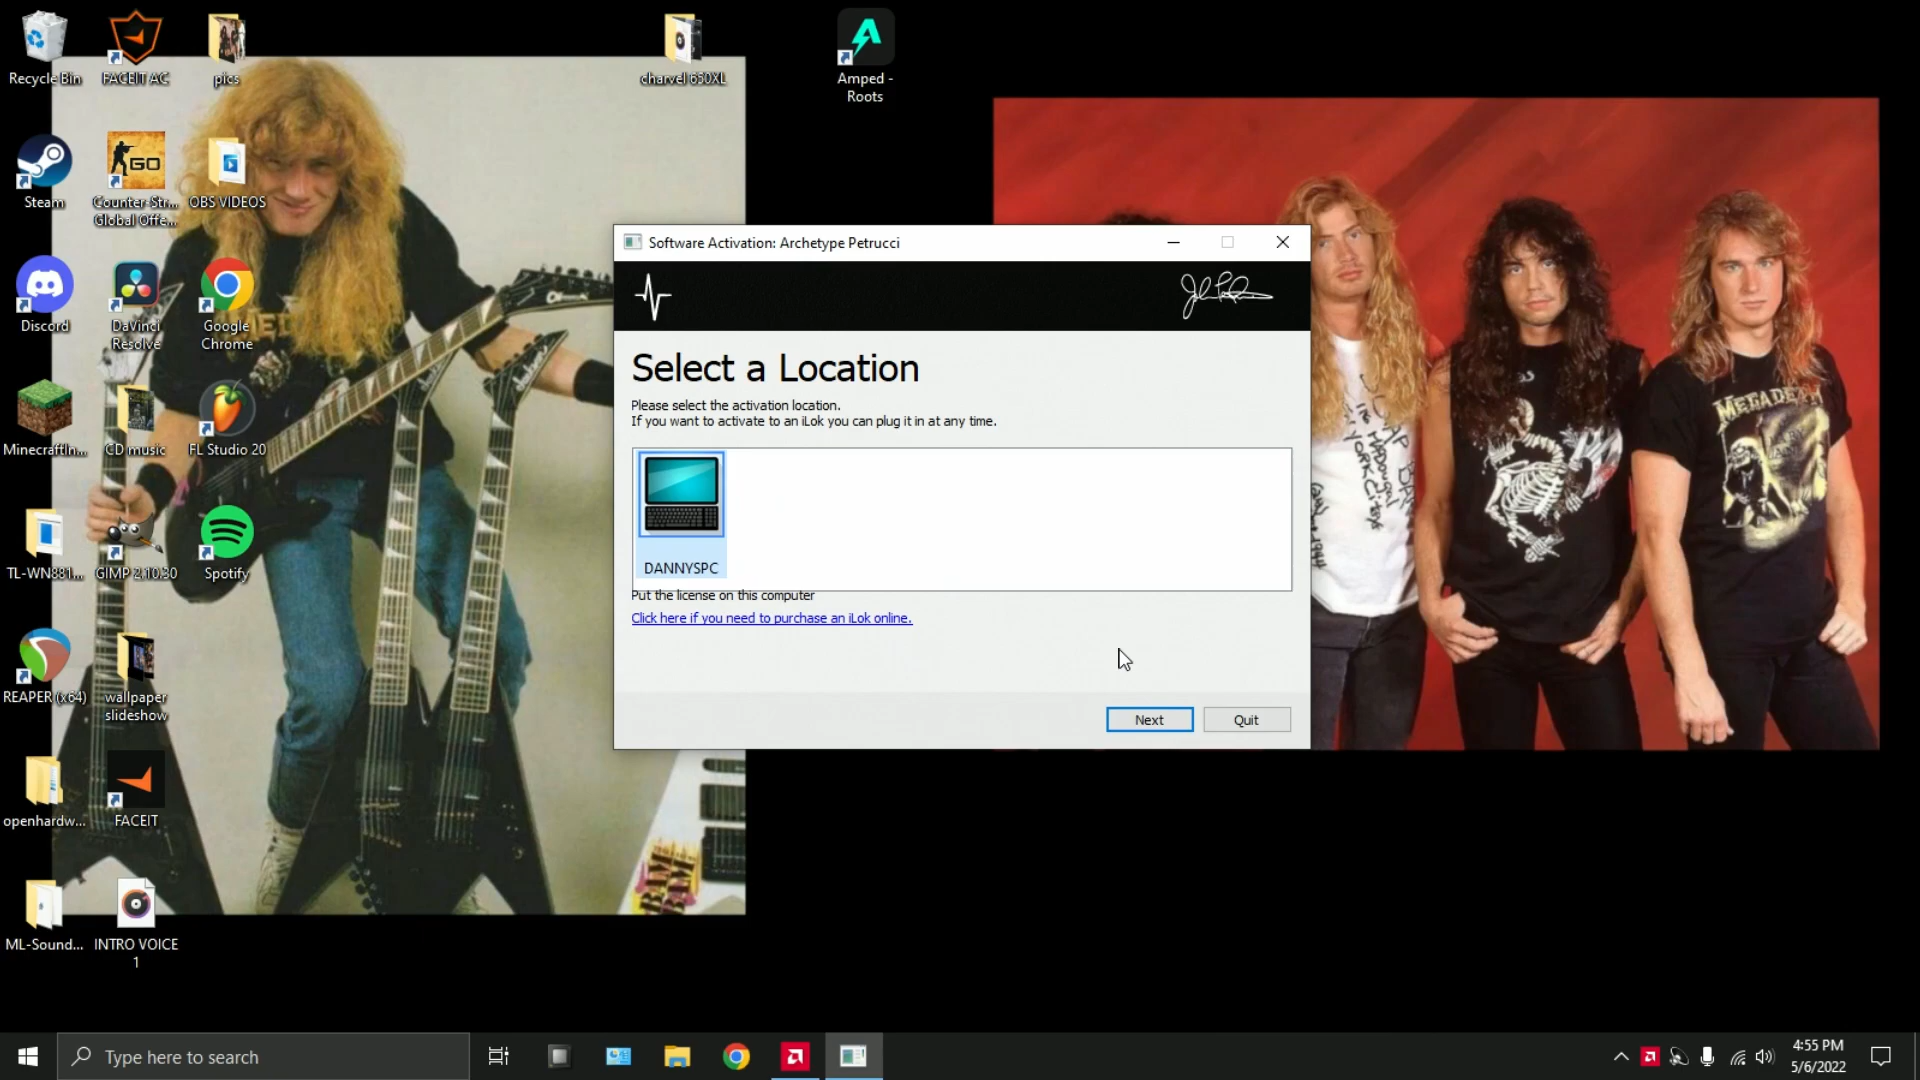 Recycle Bin
FACEIT AC
pics
charvel 650XL
Amped -
Roots
Steam
Counter-Str...
Global Offe...
OBS VIDEOS
Discord
DaVinci
Resolve
Google
Chrome
MinecraftIn...
CD music
FL Studio 20
TL-WN881...
GIMP 2.10.30
Spotify
REAPER (x64)
wallpaper
slideshow
openhardw...
FACEIT
ML-Sound...
INTRO VOICE
1
GO
MEGADETH
Software Activation: Archetype Petrucci
Select a Location
Please select the activation location.
If you want to activate to an iLok you can plug it in at any time.
DANNYSPC
Put the license on this computer
Click here if you need to purchase an iLok online.
Next
Quit
Type here to search
4:55 PM
5/6/2022